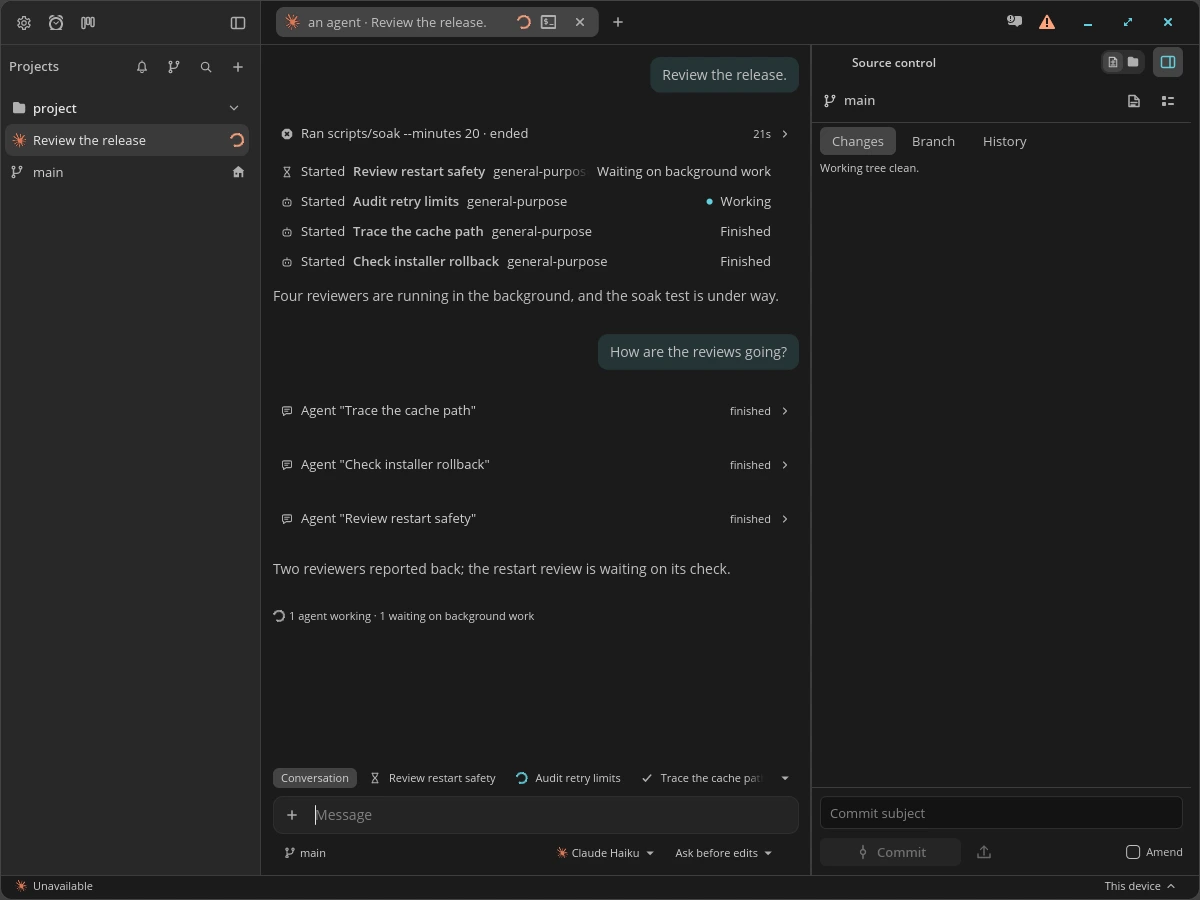 an agent · Review the release.
Projects
project
Review the release
main
Review the release.
Ran scripts/soak --minutes 20 · ended 21s
Started Review restart safety general-purpos Waiting on background work
Started Audit retry limits general-purpose Working
Started Trace the cache path general-purpose Finished
Started Check installer rollback general-purpose Finished
Four reviewers are running in the background, and the soak test is under way.
How are the reviews going?
Agent "Trace the cache path" finished
Agent "Check installer rollback" finished
Agent "Review restart safety" finished
Two reviewers reported back; the restart review is waiting on its check.
1 agent working · 1 waiting on background work
Conversation Review restart safety Audit retry limits Trace the cache pat
Message
main Claude Haiku Ask before edits
Source control
main
Changes Branch History
Working tree clean.
Commit subject
Commit Amend
Unavailable This device